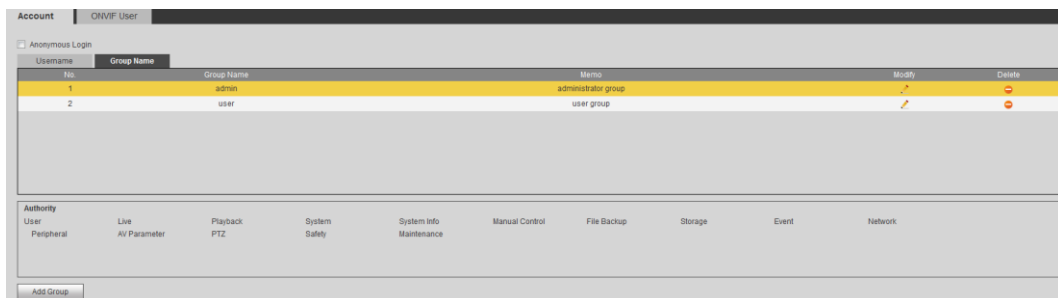 Account ONVIF User
Anonymous Login
Username Group Name
No. Group Name Memo Modify Delete
1 admin administrator group
2 user user group
Authority
User Live Playback System System Info Manual Control File Backup Storage Event Network
Peripheral AV Parameter PTZ Safety Maintenance
Add Group